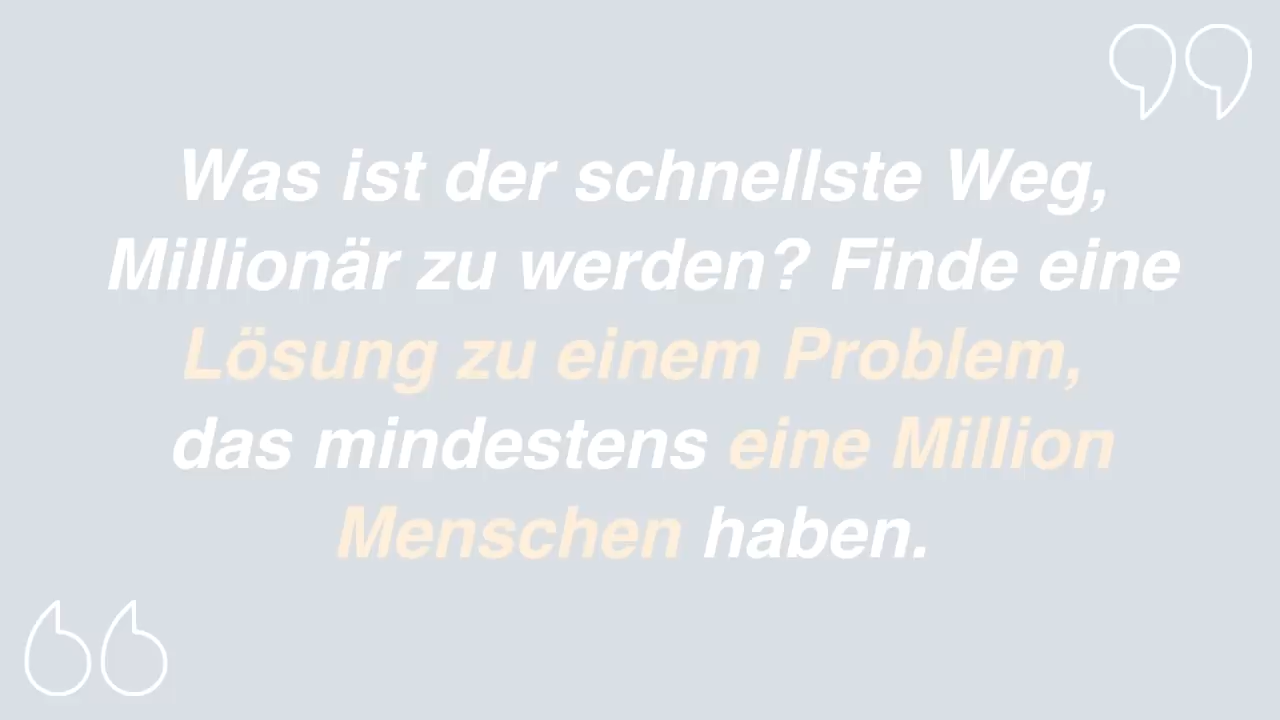 Was ist der schnellste Weg,
Millionär zu werden? Finde eine
Lösung zu einem Problem,
das mindestens eine Million
Menschen haben.